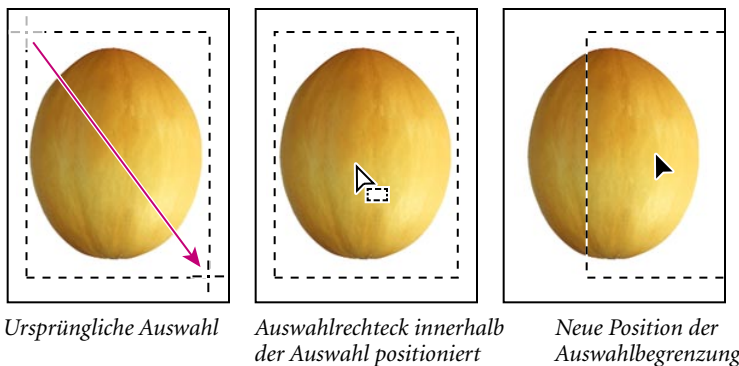 Ursprüngliche Auswahl
Auswahlrechteck innerhalb
der Auswahl positioniert
Neue Position der
Auswahlbegrenzung